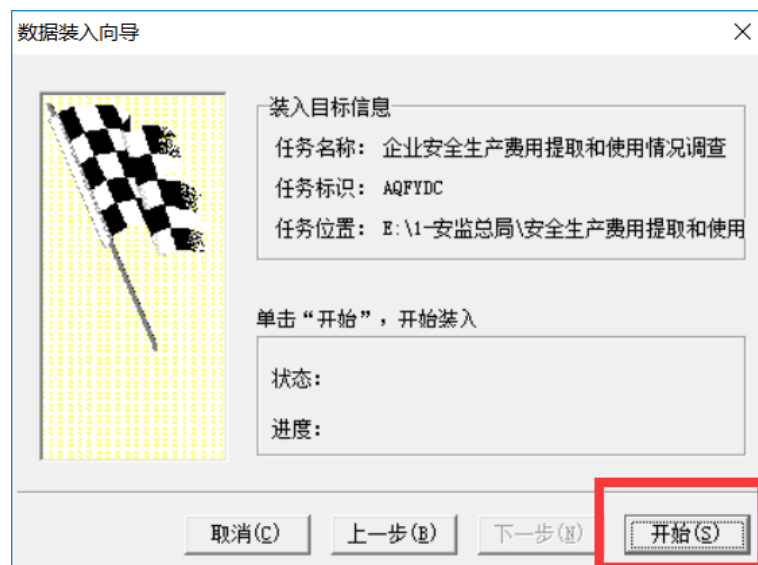 数据装入向导
装入目标信息
任务名称： 企业安全生产费用提取和使用情况调查
任务标识： AQFYDC
任务位置： E:\1-安监总局\安全生产费用提取和使用
单击“开始”，开始装入
状态：
进度：
取消(C) 上一步(B) 下一步(N) 开始(S)